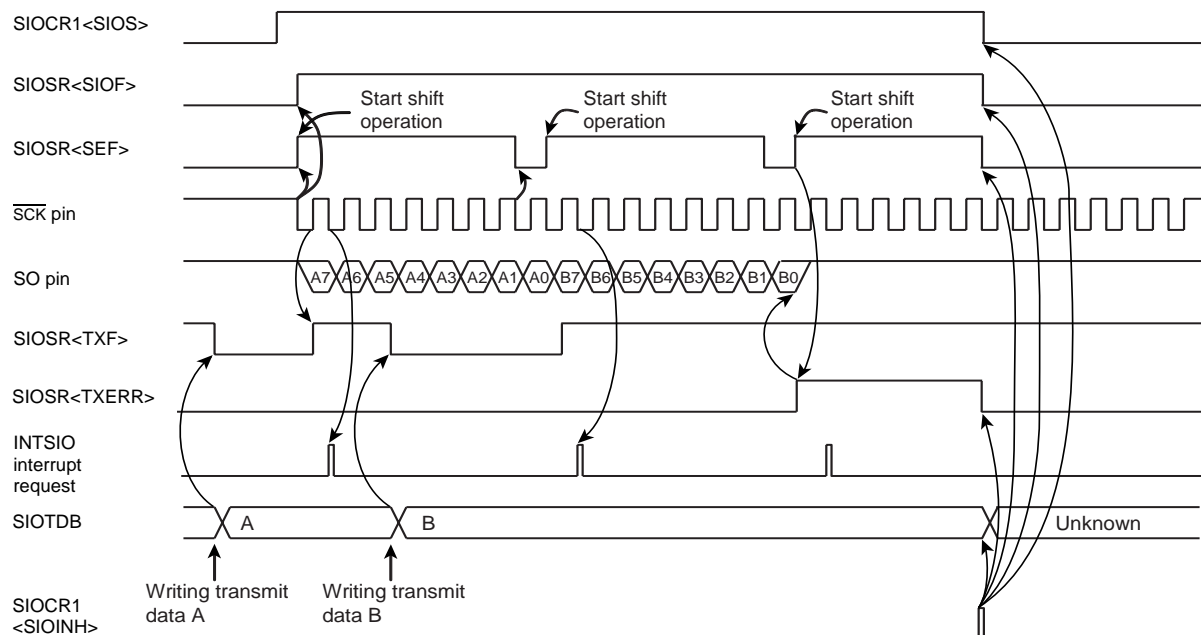 SIOCR1<SIOS>
SIOSR<SIOF>
Start shift
operation
Start shift
operation
Start shift
operation
SIOSR<SEF>
SCK pin
SO pin
A7 A6 A5 A4 A3 A2 A1 A0 B7 B6 B5 B4 B3 B2 B1 B0
SIOSR<TXF>
SIOSR<TXERR>
INTSIO
interrupt
request
SIOTDB
A
B
Unknown
Writing transmit
data A
Writing transmit
data B
SIOCR1
<SIOINH>